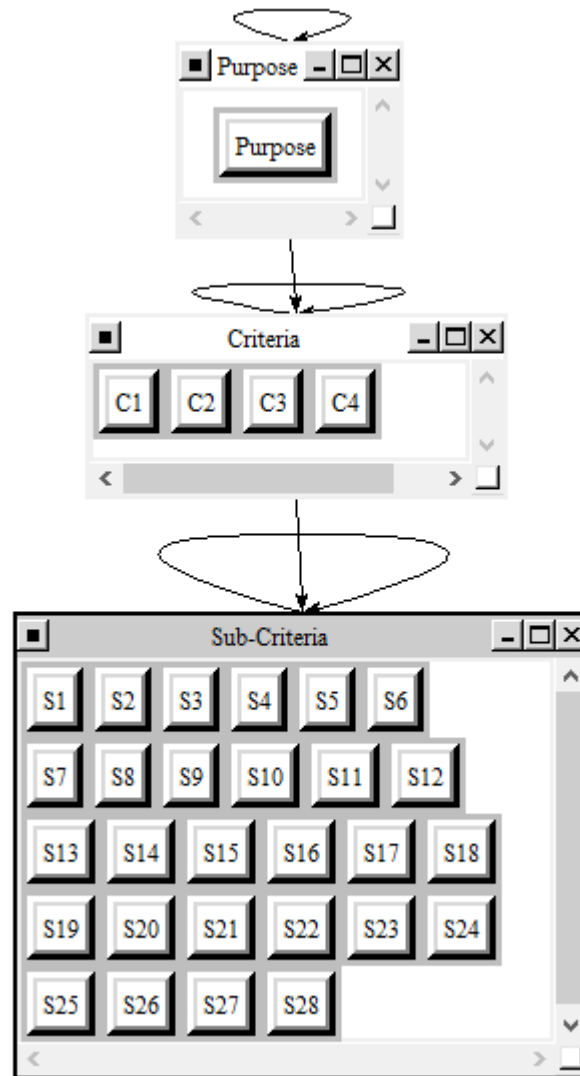 Purpose
Purpose
Criteria
C1 C2 C3 C4
Sub-Criteria
S1 S2 S3 S4 S5 S6
S7 S8 S9 S10 S11 S12
S13 S14 S15 S16 S17 S18
S19 S20 S21 S22 S23 S24
S25 S26 S27 S28